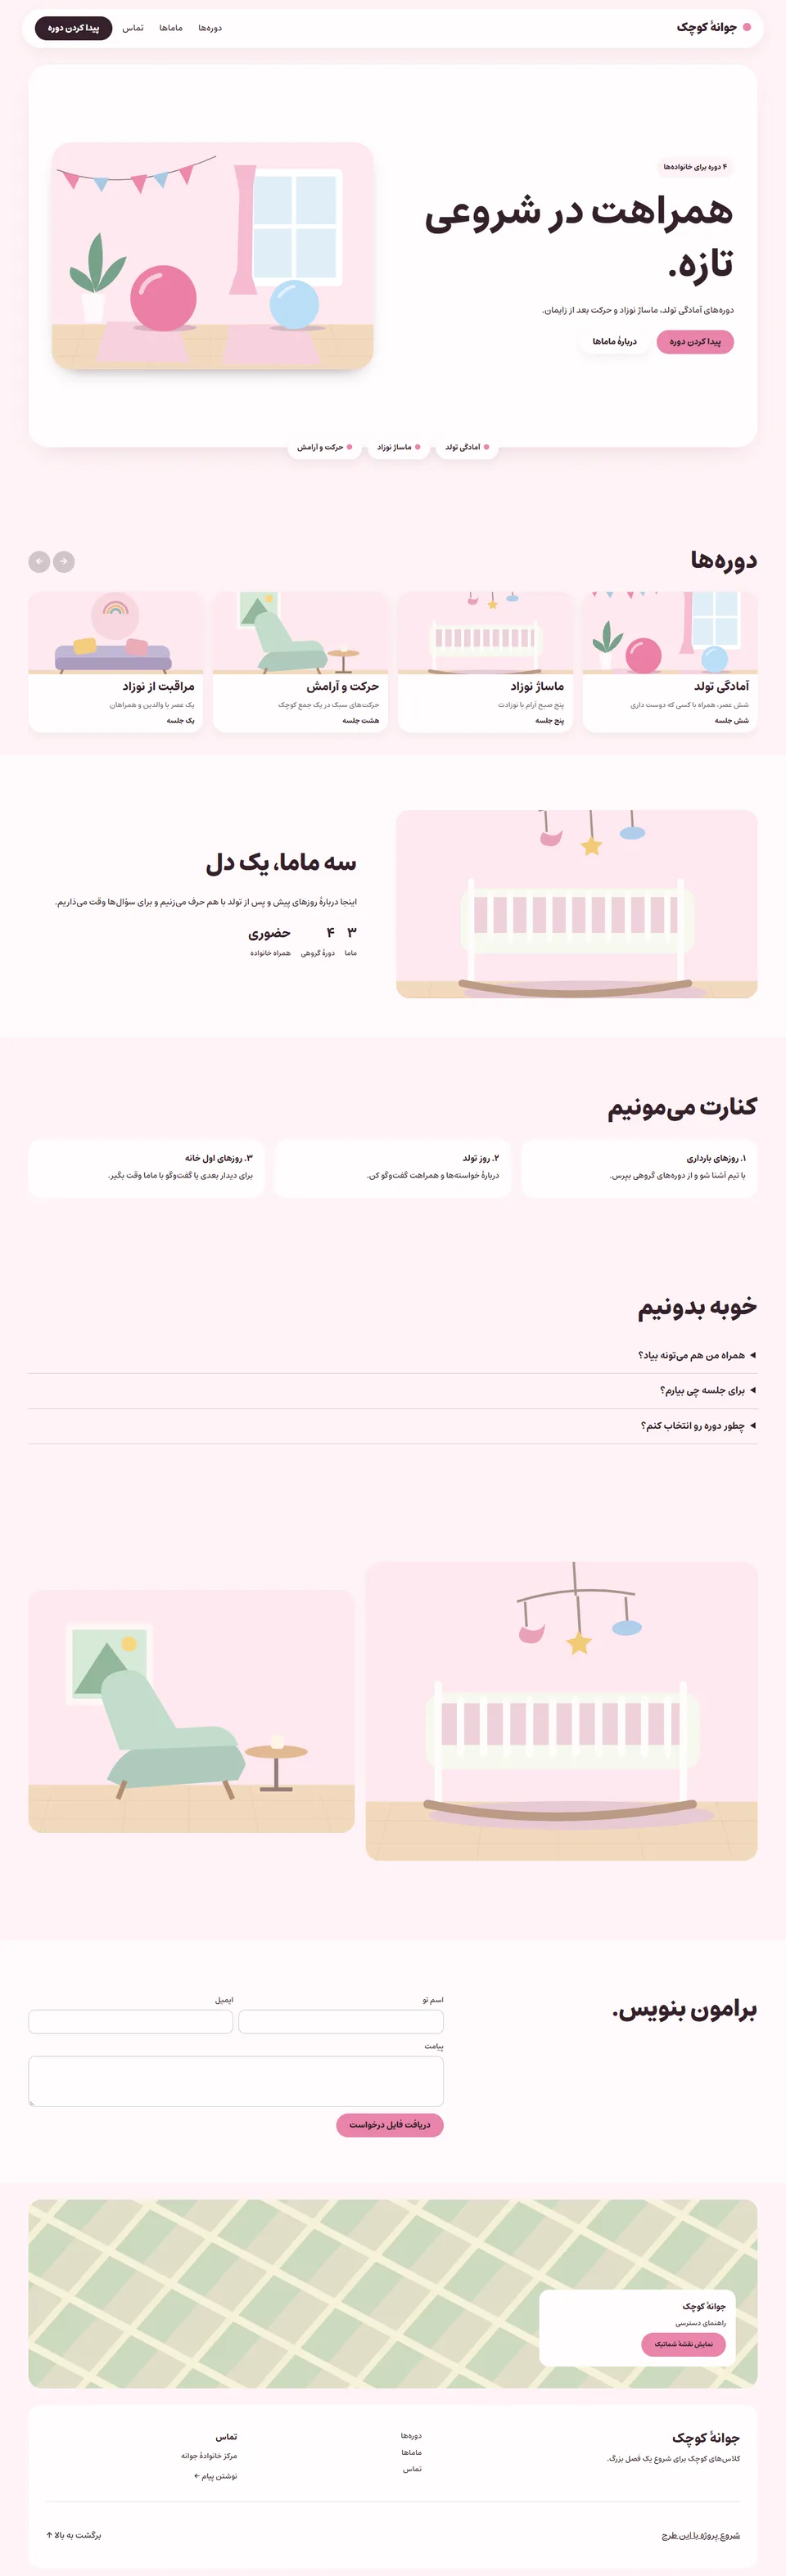 جوانهٔ کوچک
دوره‌ها
ماماها
تماس
پیدا کردن دوره
۴ دوره برای خانواده‌ها
همراهت در شروعی
تازه.
دوره‌های آمادگی تولد، ماساژ نوزاد و حرکت بعد از زایمان.
پیدا کردن دوره
دربارهٔ ماماها
آمادگی تولد
ماساژ نوزاد
حرکت و آرامش
دوره‌ها
→
←
آمادگی تولد
شش عصر، همراه با کسی که دوست داری
شش جلسه
ماساژ نوزاد
پنج صبح آرام با نوزادت
پنج جلسه
حرکت و آرامش
حرکت‌های سبک در یک جمع کوچک
هشت جلسه
مراقبت از نوزاد
یک عصر با والدین و همراهان
یک جلسه
سه ماما، یک دل
اینجا دربارهٔ روزهای پیش و پس از تولد با هم حرف می‌زنیم و برای سؤال‌ها وقت می‌ذاریم.
۳
ماما
۴
دورهٔ گروهی
حضوری
همراه خانواده
کنارت می‌مونیم
۱. روزهای بارداری
با تیم آشنا شو و از دوره‌های گروهی بپرس.
۲. روز تولد
دربارهٔ خواسته‌ها و همراهت گفت‌وگو کن.
۳. روزهای اول خانه
برای دیدار بعدی یا گفت‌وگو با ماما وقت بگیر.
خوبه بدونیم
همراه من هم می‌تونه بیاد؟
برای جلسه چی بیارم؟
چطور دوره رو انتخاب کنم؟
برامون بنویس.
اسم تو
ایمیل
پیامت
دریافت فایل درخواست
جوانهٔ کوچک
راهنمای دسترسی
نمایش نقشهٔ شماتیک
جوانهٔ کوچک
کلاس‌های کوچک برای شروع یک فصل بزرگ.
دوره‌ها
ماماها
تماس
تماس
مرکز خانوادهٔ جوانه
نوشتن پیام ←
شروع پروژه با این طرح
برگشت به بالا ↑